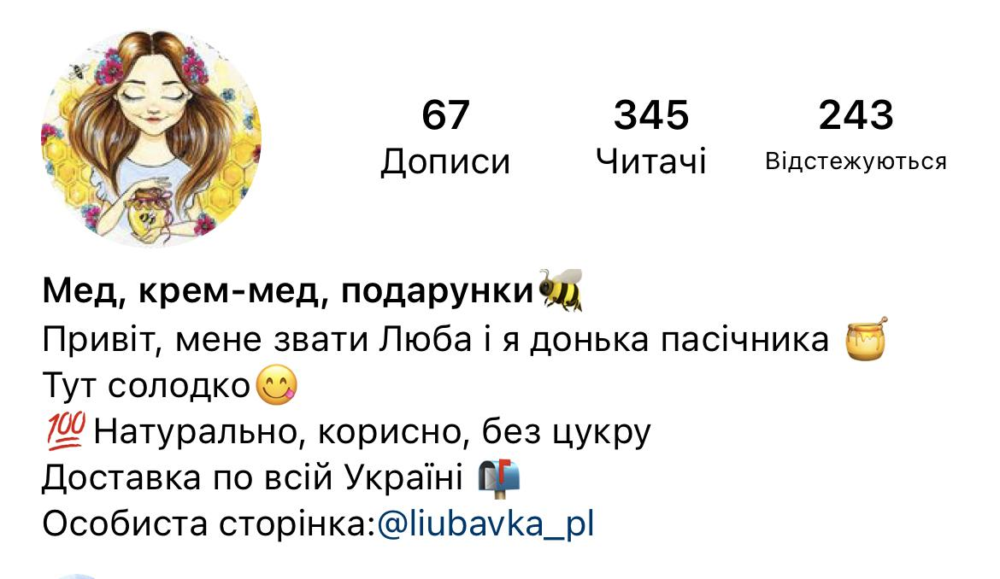 67
Дописи
345
Читачі
243
Відстежуються
Мед, крем-мед, подарунки🐝
Привіт, мене звати Люба і я донька пасічника 🍯
Тут солодко😋
💯Натурально, корисно, без цукру
Доставка по всій Україні 📬
Особиста сторінка:@liubavka_pl